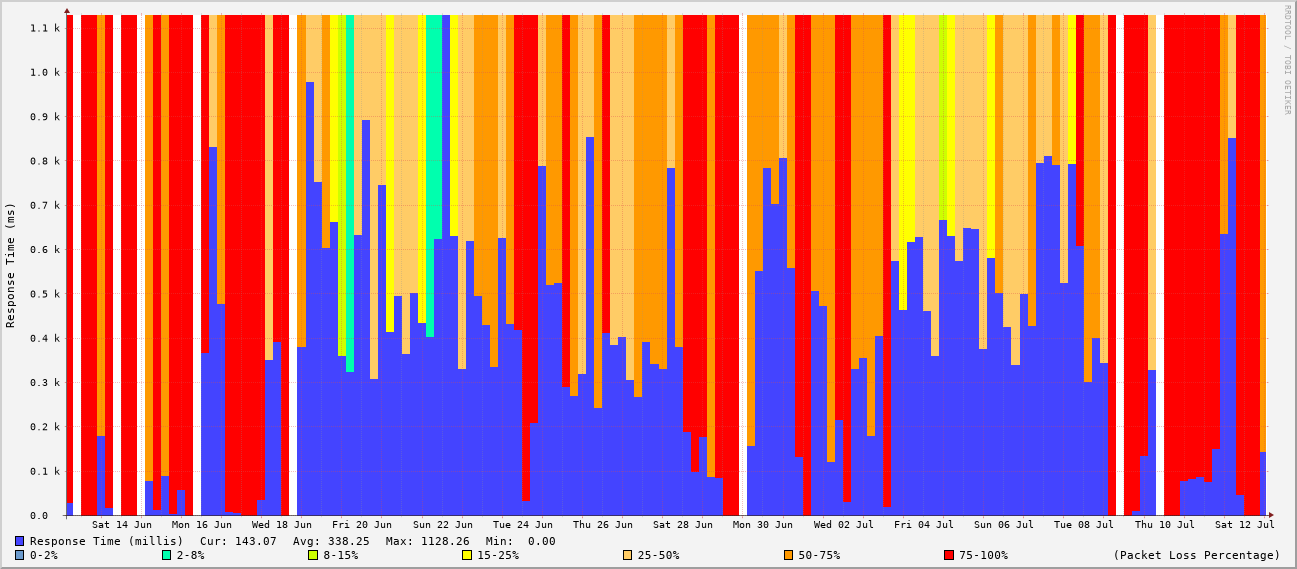 1.1 k
1.0 k
0.9 k
0.8 k
0.7 k
0.6 k
0.5 k
0.4 k
0.3 k
0.2 k
0.1 k
0.0
Response Time (ms)
RRDTOOL / TOBI OETIKER
Sat 14 Jun Mon 16 Jun Wed 18 Jun Fri 20 Jun Sun 22 Jun Tue 24 Jun Thu 26 Jun Sat 28 Jun Mon 30 Jun Wed 02 Jul Fri 04 Jul Sun 06 Jul Tue 08 Jul Thu 10 Jul Sat 12 Jul
Response Time (millis) Cur: 143.07 Avg: 338.25 Max: 1128.26 Min: 0.00
0-2% 2-8% 8-15% 15-25% 25-50% 50-75% 75-100% (Packet Loss Percentage)